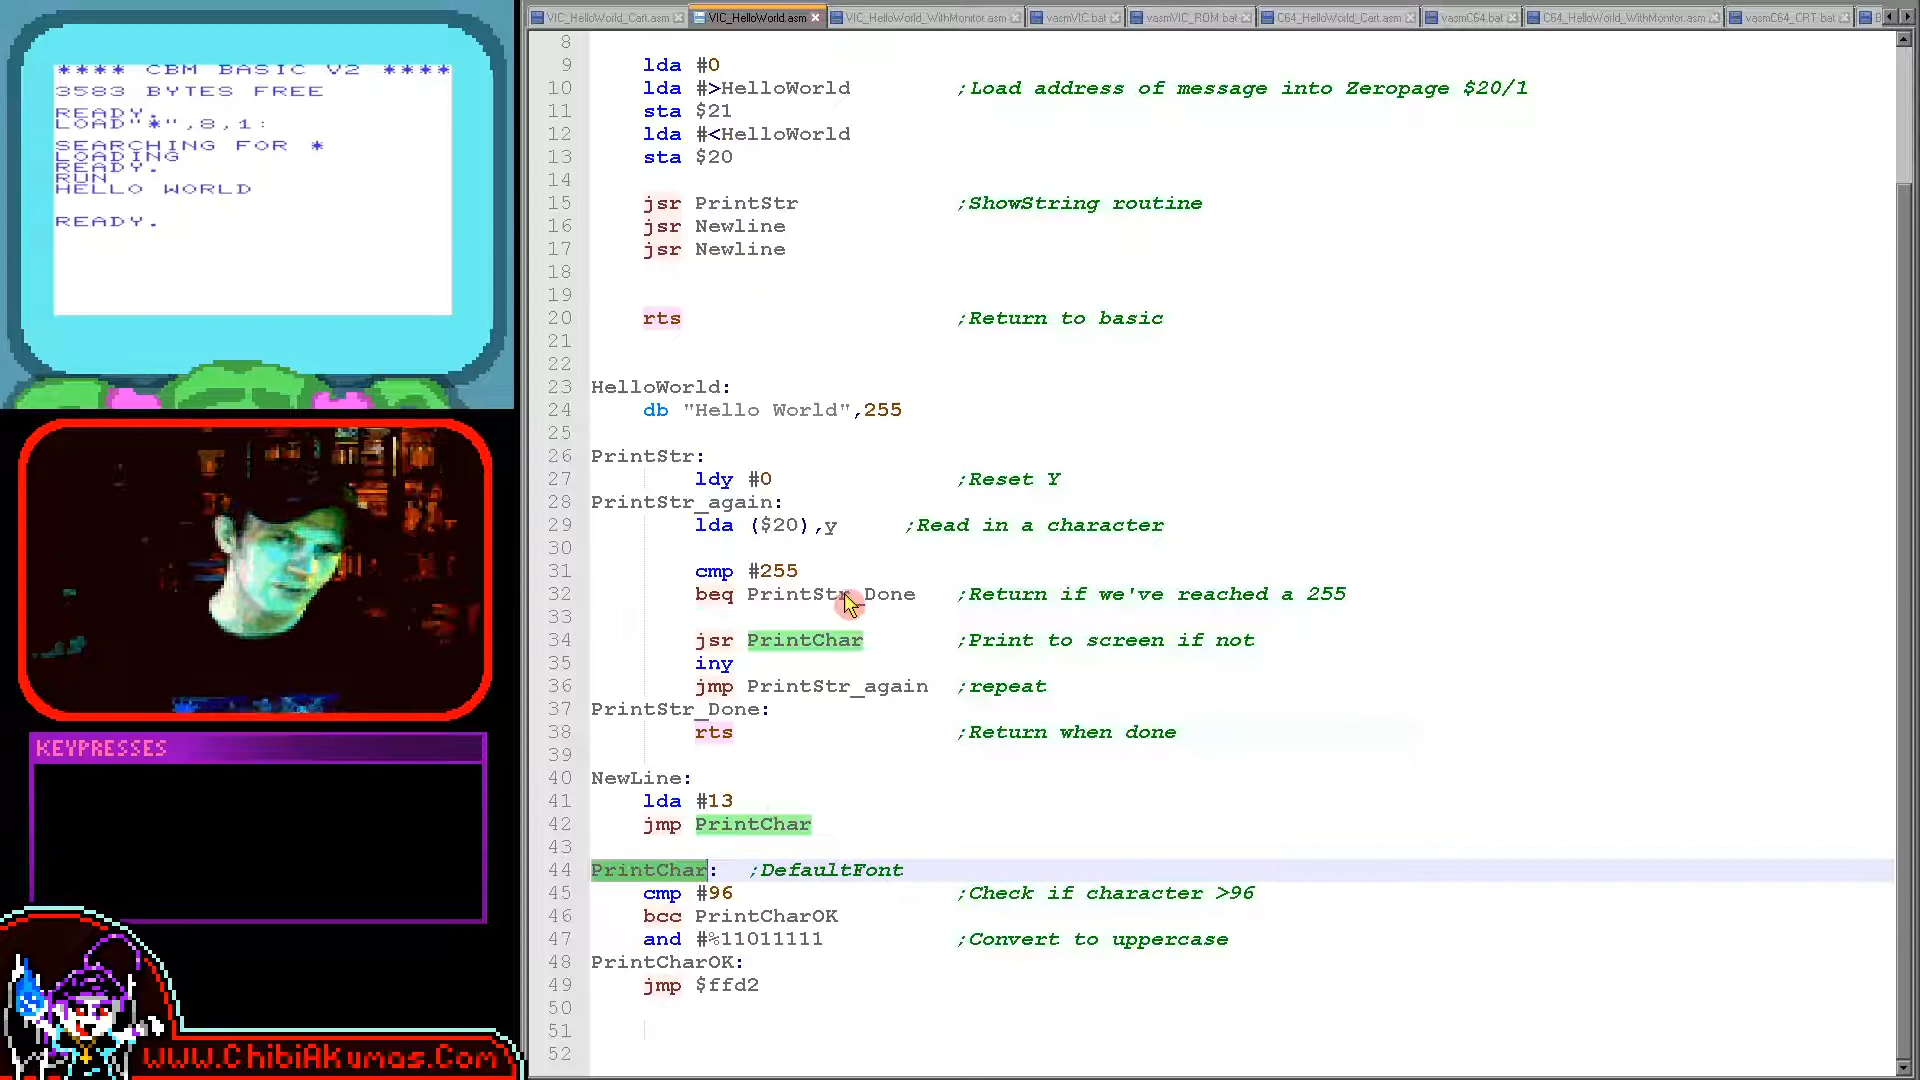 VIC_HelloWorld_Cart.asm
VIC_HelloWorld.asm
VIC_HelloWorld_WithMonitor.asm
vasmVIC.bat
vasmVIC_ROM.bat
C64_HelloWorld_Cart.asm
vasmC64.bat
C64_HelloWorld_WithMonitor.asm
vasmC64_CRT.bat
**** CBM BASIC V2 ****
3583 BYTES FREE
READY.
LOAD"*",8,1:
SEARCHING FOR *
LOADING
READY.
RUN
HELLO WORLD
READY.
8
9 lda #0
10 lda #>HelloWorld ;Load address of message into Zeropage $20/1
11 sta $21
12 lda #<HelloWorld
13 sta $20
14
15 jsr PrintStr ;ShowString routine
16 jsr Newline
17 jsr Newline
18
19
20 rts ;Return to basic
21
22
23 HelloWorld:
24 db "Hello World",255
25
26 PrintStr:
27 ldy #0 ;Reset Y
28 PrintStr_again:
29 lda ($20),y ;Read in a character
30
31 cmp #255
32 beq PrintStr_Done ;Return if we've reached a 255
33
34 jsr PrintChar ;Print to screen if not
35 iny
36 jmp PrintStr_again ;repeat
37 PrintStr_Done:
38 rts ;Return when done
39
40 NewLine:
41 lda #13
42 jmp PrintChar
43
44 PrintChar: ;DefaultFont
45 cmp #96 ;Check if character >96
46 bcc PrintCharOK
47 and #%11011111 ;Convert to uppercase
48 PrintCharOK:
49 jmp $ffd2
50
51
52
KEYPRESSES
WWW.ChibiAkumas.Com